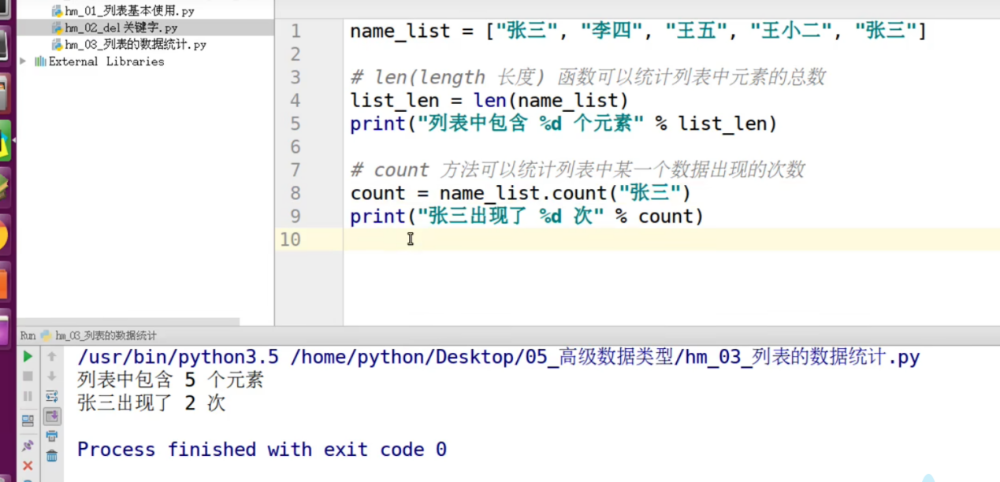 hm_01_列表基本使用.py
hm_02_del关键字.py
hm_03_列表的数据统计.py
External Libraries
1 name_list = ["张三", "李四", "王五", "王小二", "张三"]
2
3 # len(length 长度) 函数可以统计列表中元素的总数
4 list_len = len(name_list)
5 print("列表中包含 %d 个元素" % list_len)
6
7 # count 方法可以统计列表中某一个数据出现的次数
8 count = name_list.count("张三")
9 print("张三出现了 %d 次" % count)
10
Run hm_03_列表的数据统计
/usr/bin/python3.5 /home/python/Desktop/05_高级数据类型/hm_03_列表的数据统计.py
列表中包含 5 个元素
张三出现了 2 次
Process finished with exit code 0